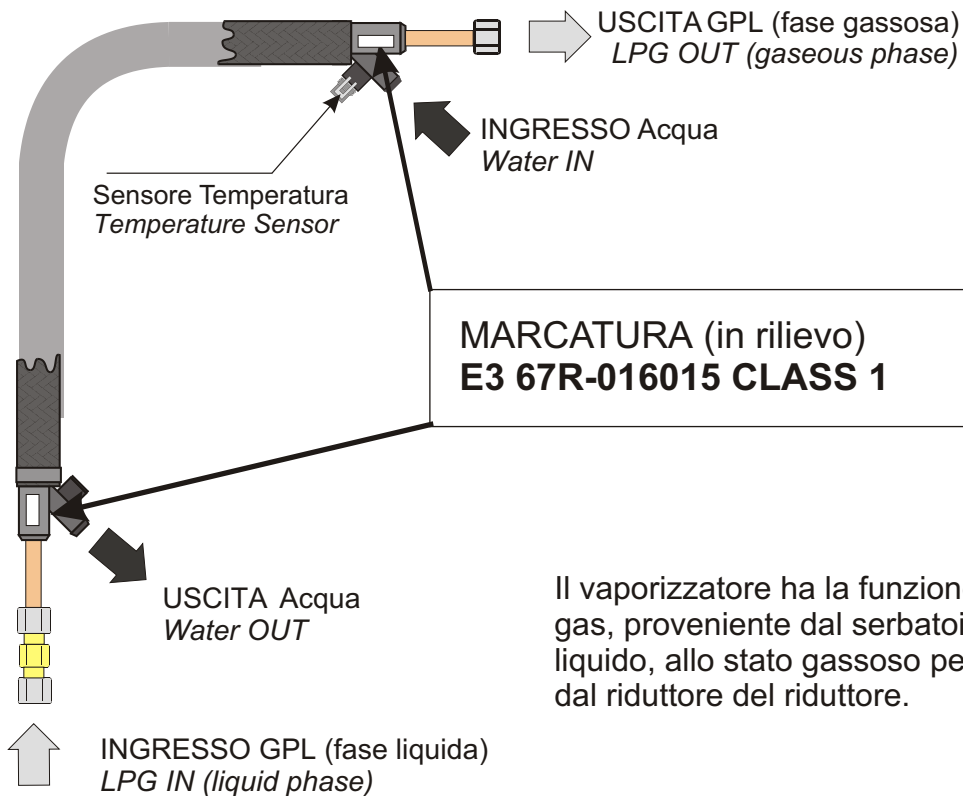 USCITA GPL (fase gassosa)
LPG OUT (gaseous phase)
INGRESSO Acqua
Water IN
Sensore Temperatura
Temperature Sensor
MARCATURA (in rilievo)
E3 67R-016015 CLASS 1
USCITA Acqua
Water OUT
Il vaporizzatore ha la funzion
gas, proveniente dal serbatoi
liquido, allo stato gassoso pe
dal riduttore del riduttore.
INGRESSO GPL (fase liquida)
LPG IN (liquid phase)